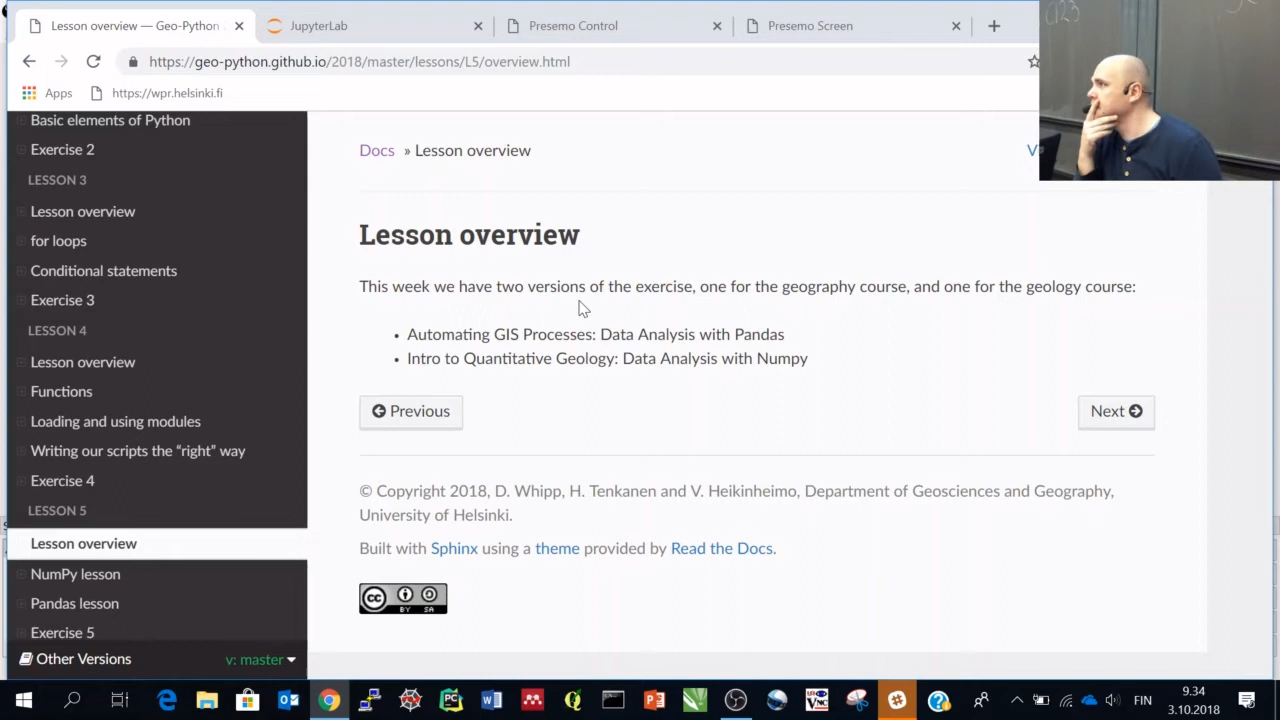 Lesson overview — Geo-Python
JupyterLab
Presemo Control
Presemo Screen
https://geo-python.github.io/2018/master/lessons/L5/overview.html
Apps
https://wpr.helsinki.fi
Basic elements of Python
Exercise 2
LESSON 3
Lesson overview
for loops
Conditional statements
Exercise 3
LESSON 4
Lesson overview
Functions
Loading and using modules
Writing our scripts the “right” way
Exercise 4
LESSON 5
Lesson overview
NumPy lesson
Pandas lesson
Exercise 5
Other Versions
v: master
Docs » Lesson overview
Lesson overview
This week we have two versions of the exercise, one for the geography course, and one for the geology course:
• Automating GIS Processes: Data Analysis with Pandas
• Intro to Quantitative Geology: Data Analysis with Numpy
Previous
Next
© Copyright 2018, D. Whipp, H. Tenkanen and V. Heikinheimo, Department of Geosciences and Geography,
University of Helsinki.
Built with Sphinx using a theme provided by Read the Docs.
cc
BY SA
FIN
9.34
3.10.2018